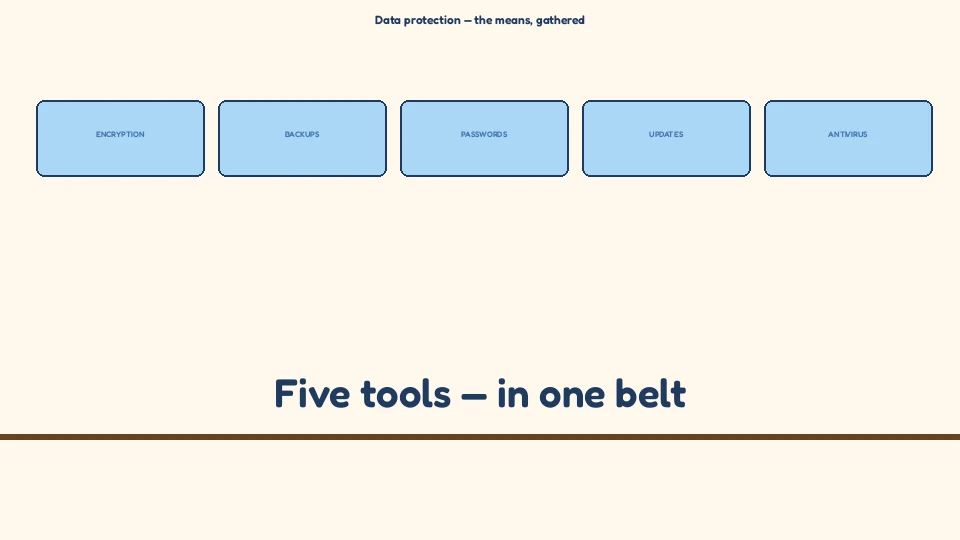 Data protection — the means, gathered
ENCRYPTION
BACKUPS
PASSWORDS
UPDATES
ANTIVIRUS
Five tools — in one belt